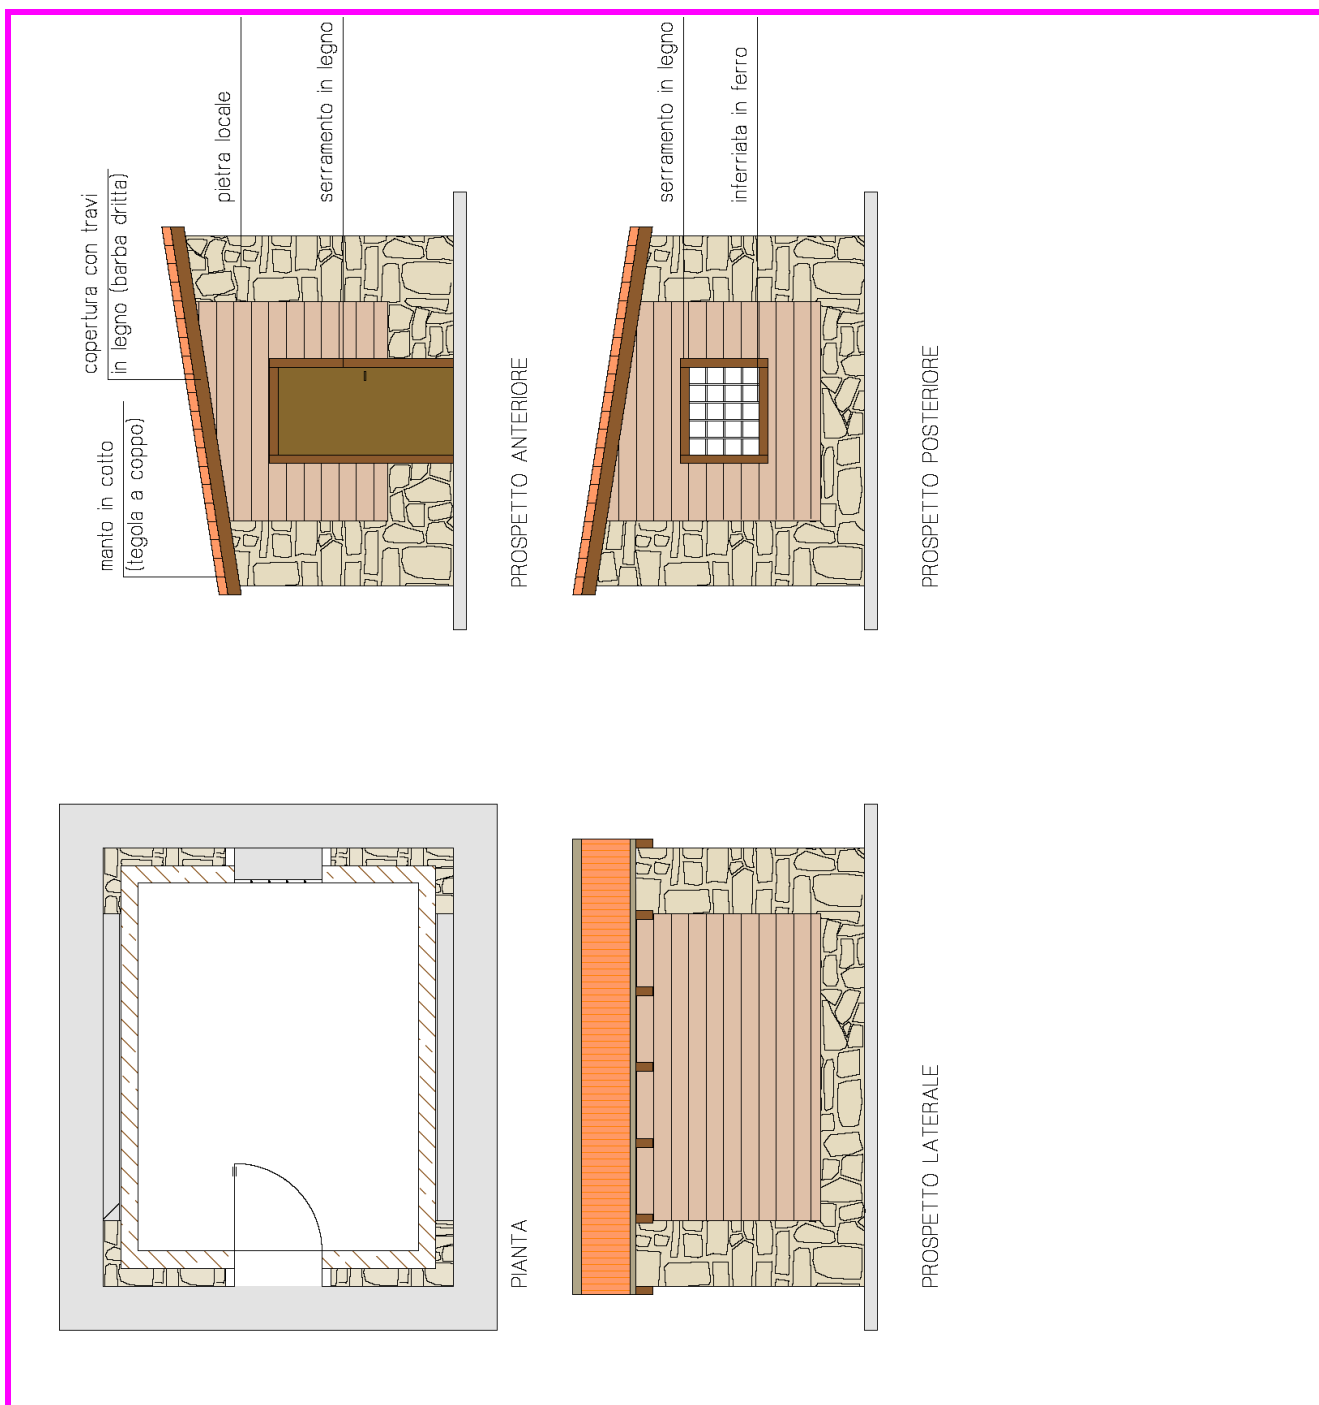 manto in cotto
(tegola a coppo)
copertura con travi
in legno (barba dritta)
pietra locale
serramento in legno
PROSPETTO ANTERIORE
serramento in legno
inferriata in ferro
PROSPETTO POSTERIORE
PIANTA
PROSPETTO LATERALE